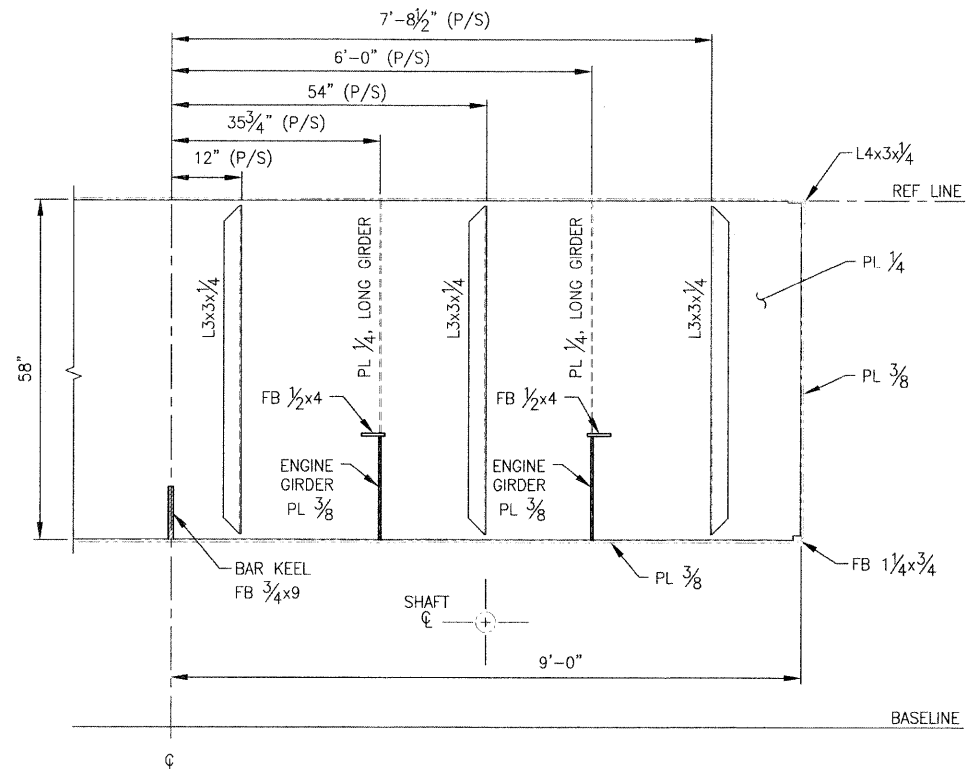 7'-8½" (P/S)
6'-0" (P/S)
54" (P/S)
35¾" (P/S)
12" (P/S)
L4x3x¼
REF LINE
PL ¼
PL ⅜
58"
L3x3x¼
PL ¼, LONG GIRDER
L3x3x¼
PL ¼, LONG GIRDER
L3x3x¼
FB ½x4
FB ½x4
ENGINE
GIRDER
PL ⅜
ENGINE
GIRDER
PL ⅜
BAR KEEL
FB ¾x9
PL ⅜
FB 1¼x¾
SHAFT
℄
9'-0"
BASELINE
℄